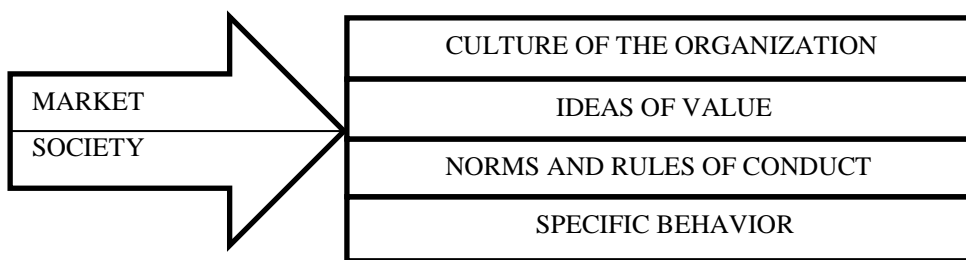 MARKET
SOCIETY
CULTURE OF THE ORGANIZATION
IDEAS OF VALUE
NORMS AND RULES OF CONDUCT
SPECIFIC BEHAVIOR